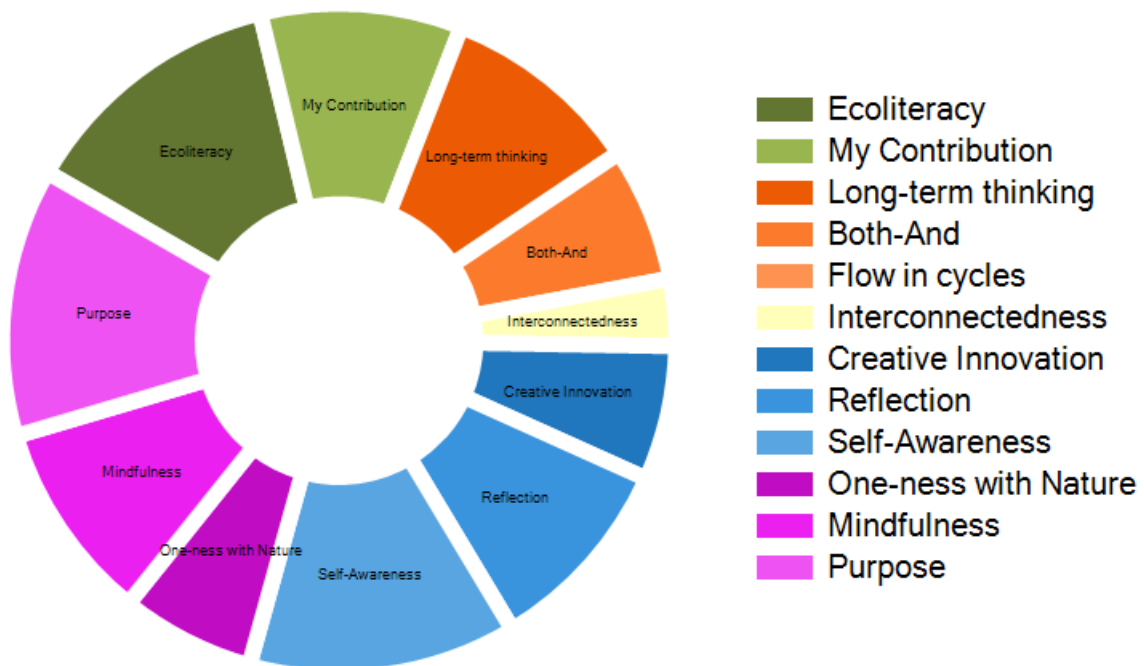 My Contribution
Ecoliteracy
Long-term thinking
Both-And
Purpose
Interconnectedness
Creative Innovation
Mindfulness
Reflection
One-ness with Nature
Self-Awareness
Ecoliteracy
My Contribution
Long-term thinking
Both-And
Flow in cycles
Interconnectedness
Creative Innovation
Reflection
Self-Awareness
One-ness with Nature
Mindfulness
Purpose